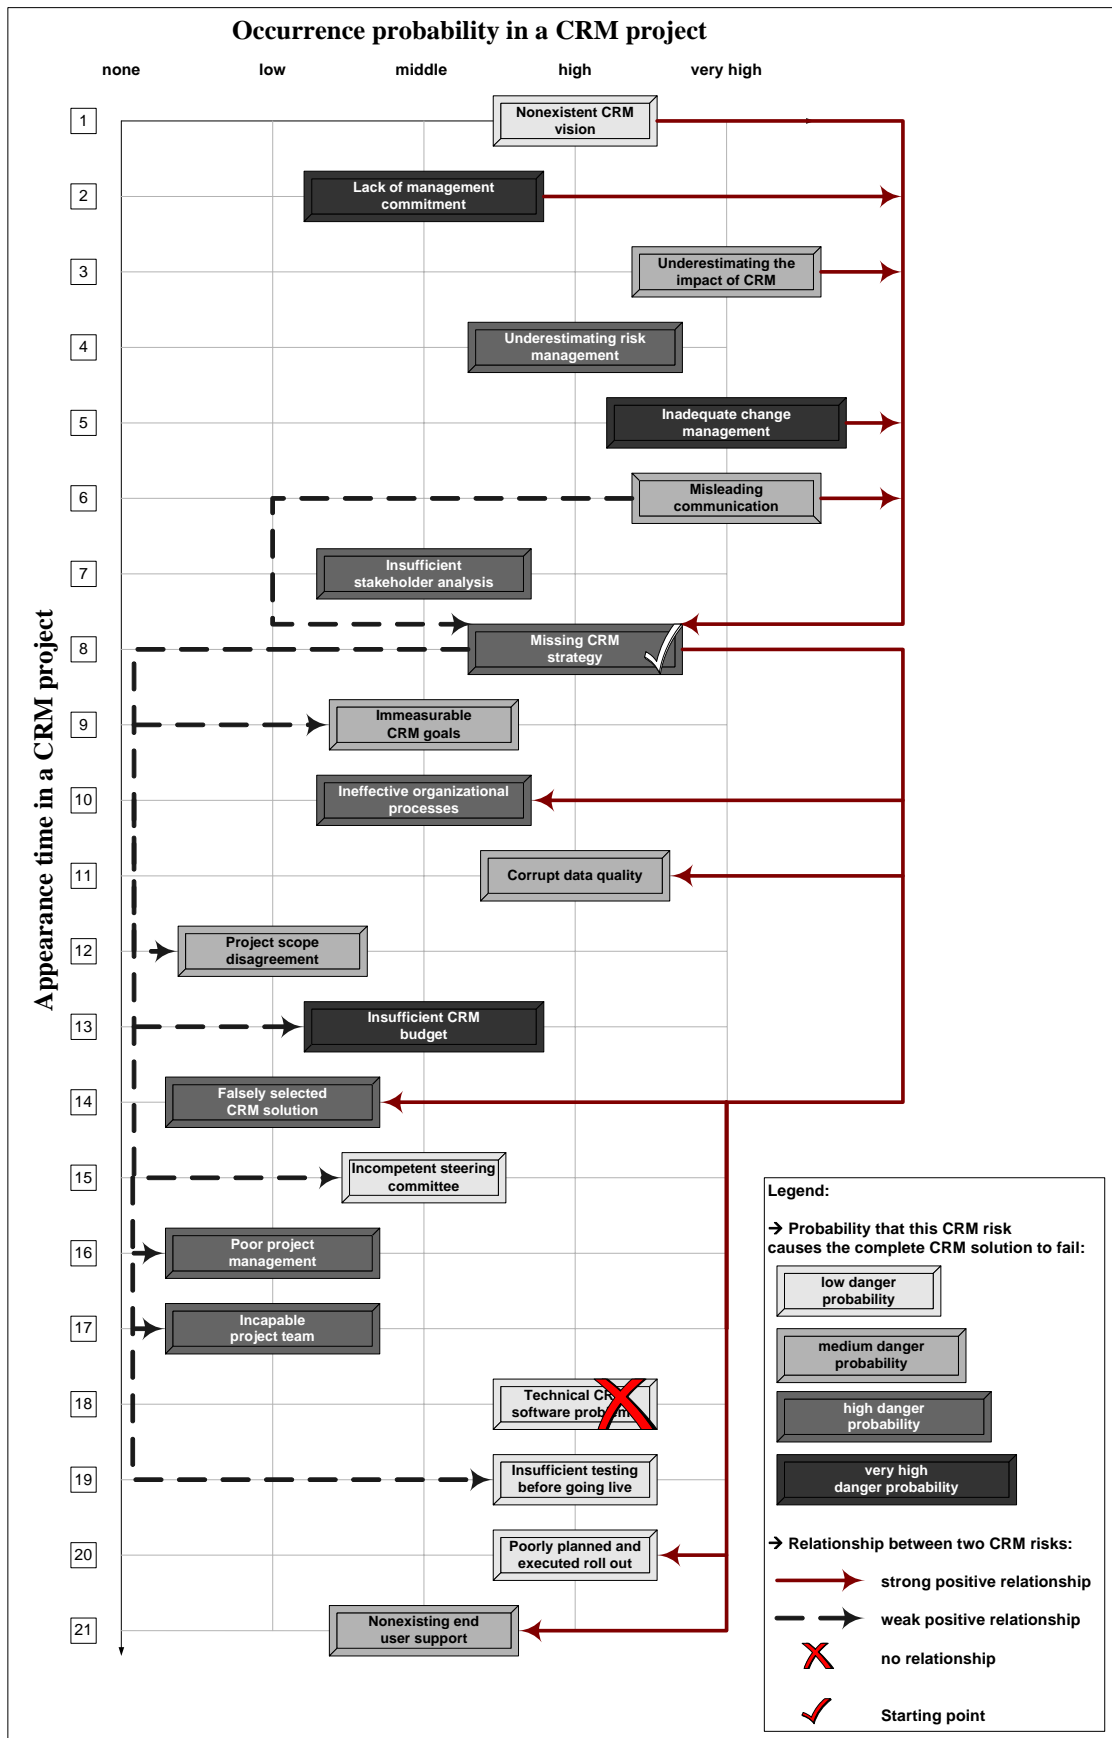 Occurrence probability in a CRM project
none low middle high very high
Appearance time in a CRM project
1
Nonexistent CRM
vision
2
Lack of management
commitment
3
Underestimating the
impact of CRM
4
Underestimating risk
management
5
Inadequate change
management
6
Misleading
communication
7
Insufficient
stakeholder analysis
8
Missing CRM
strategy
9
Immeasurable
CRM goals
10
Ineffective organizational
processes
11
Corrupt data quality
12
Project scope
disagreement
13
Insufficient CRM
budget
14
Falsely selected
CRM solution
15
Incompetent steering
committee
16
Poor project
management
17
Incapable
project team
18
Technical
software
19
Insufficient testing
before going live
20
Poorly planned and
executed roll out
21
Nonexisting end
user support
Legend:
→ Probability that this CRM risk
causes the complete CRM solution to fail:
low danger
probability
medium danger
probability
high danger
probability
very high
danger probability
→ Relationship between two CRM risks:
strong positive relationship
weak positive relationship
no relationship
Starting point